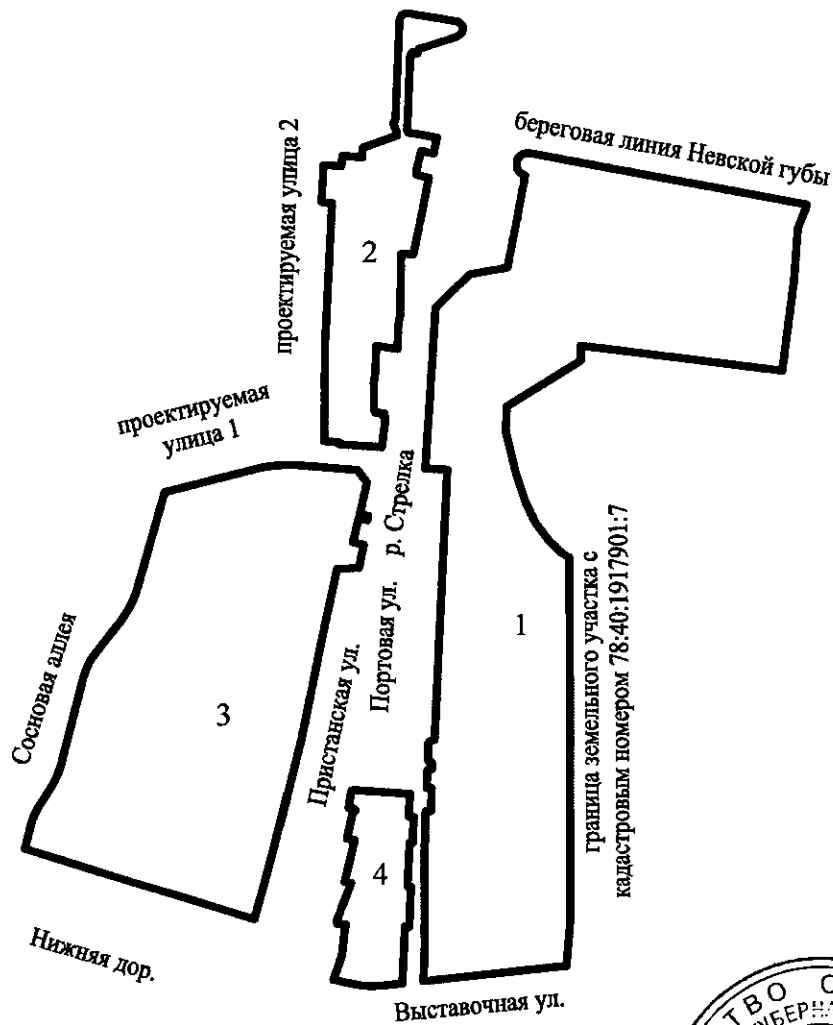 береговая линия Невской губы
проектируемая улица 2
2
проектируемая
улица 1
р. Стрелка
Портовая ул.
Пристанская ул.
Сосновая аллея
1
3
4
граница земельного участка с
кадастровым номером 78:40:1917901:7
Нижняя дор.
Выставочная ул.